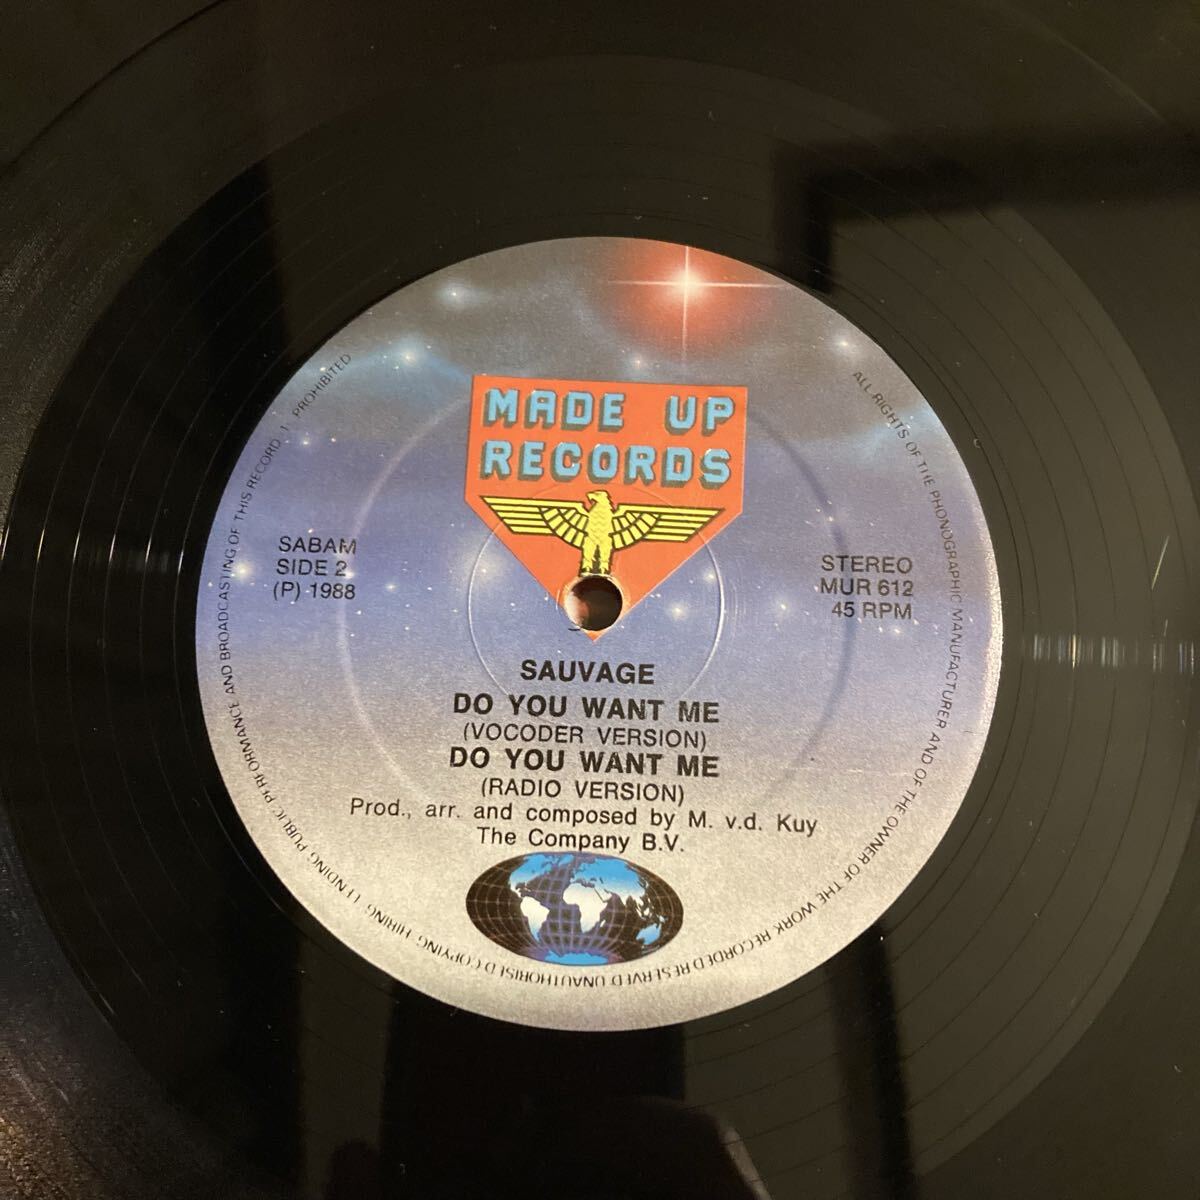 MADE UP
RECORDS
SABAM
SIDE 2
(P) 1988
STEREO
MUR 612
45 RPM
SAUVAGE
DO YOU WANT ME
(VOCODER VERSION)
DO YOU WANT ME
(RADIO VERSION)
Prod., arr. and composed by M. v.d. Kuy
The Company B.V.
ALL RIGHTS OF THE PHONOGRAPHIC MANUFACTURER AND OF THE OWNER OF THE WORK RECORDED RESERVED UNAUTHORISED COPYING, HIRING, LENDING PUBLIC PERFORMANCE AND BROADCASTING OF THIS RECORD PROHIBITED